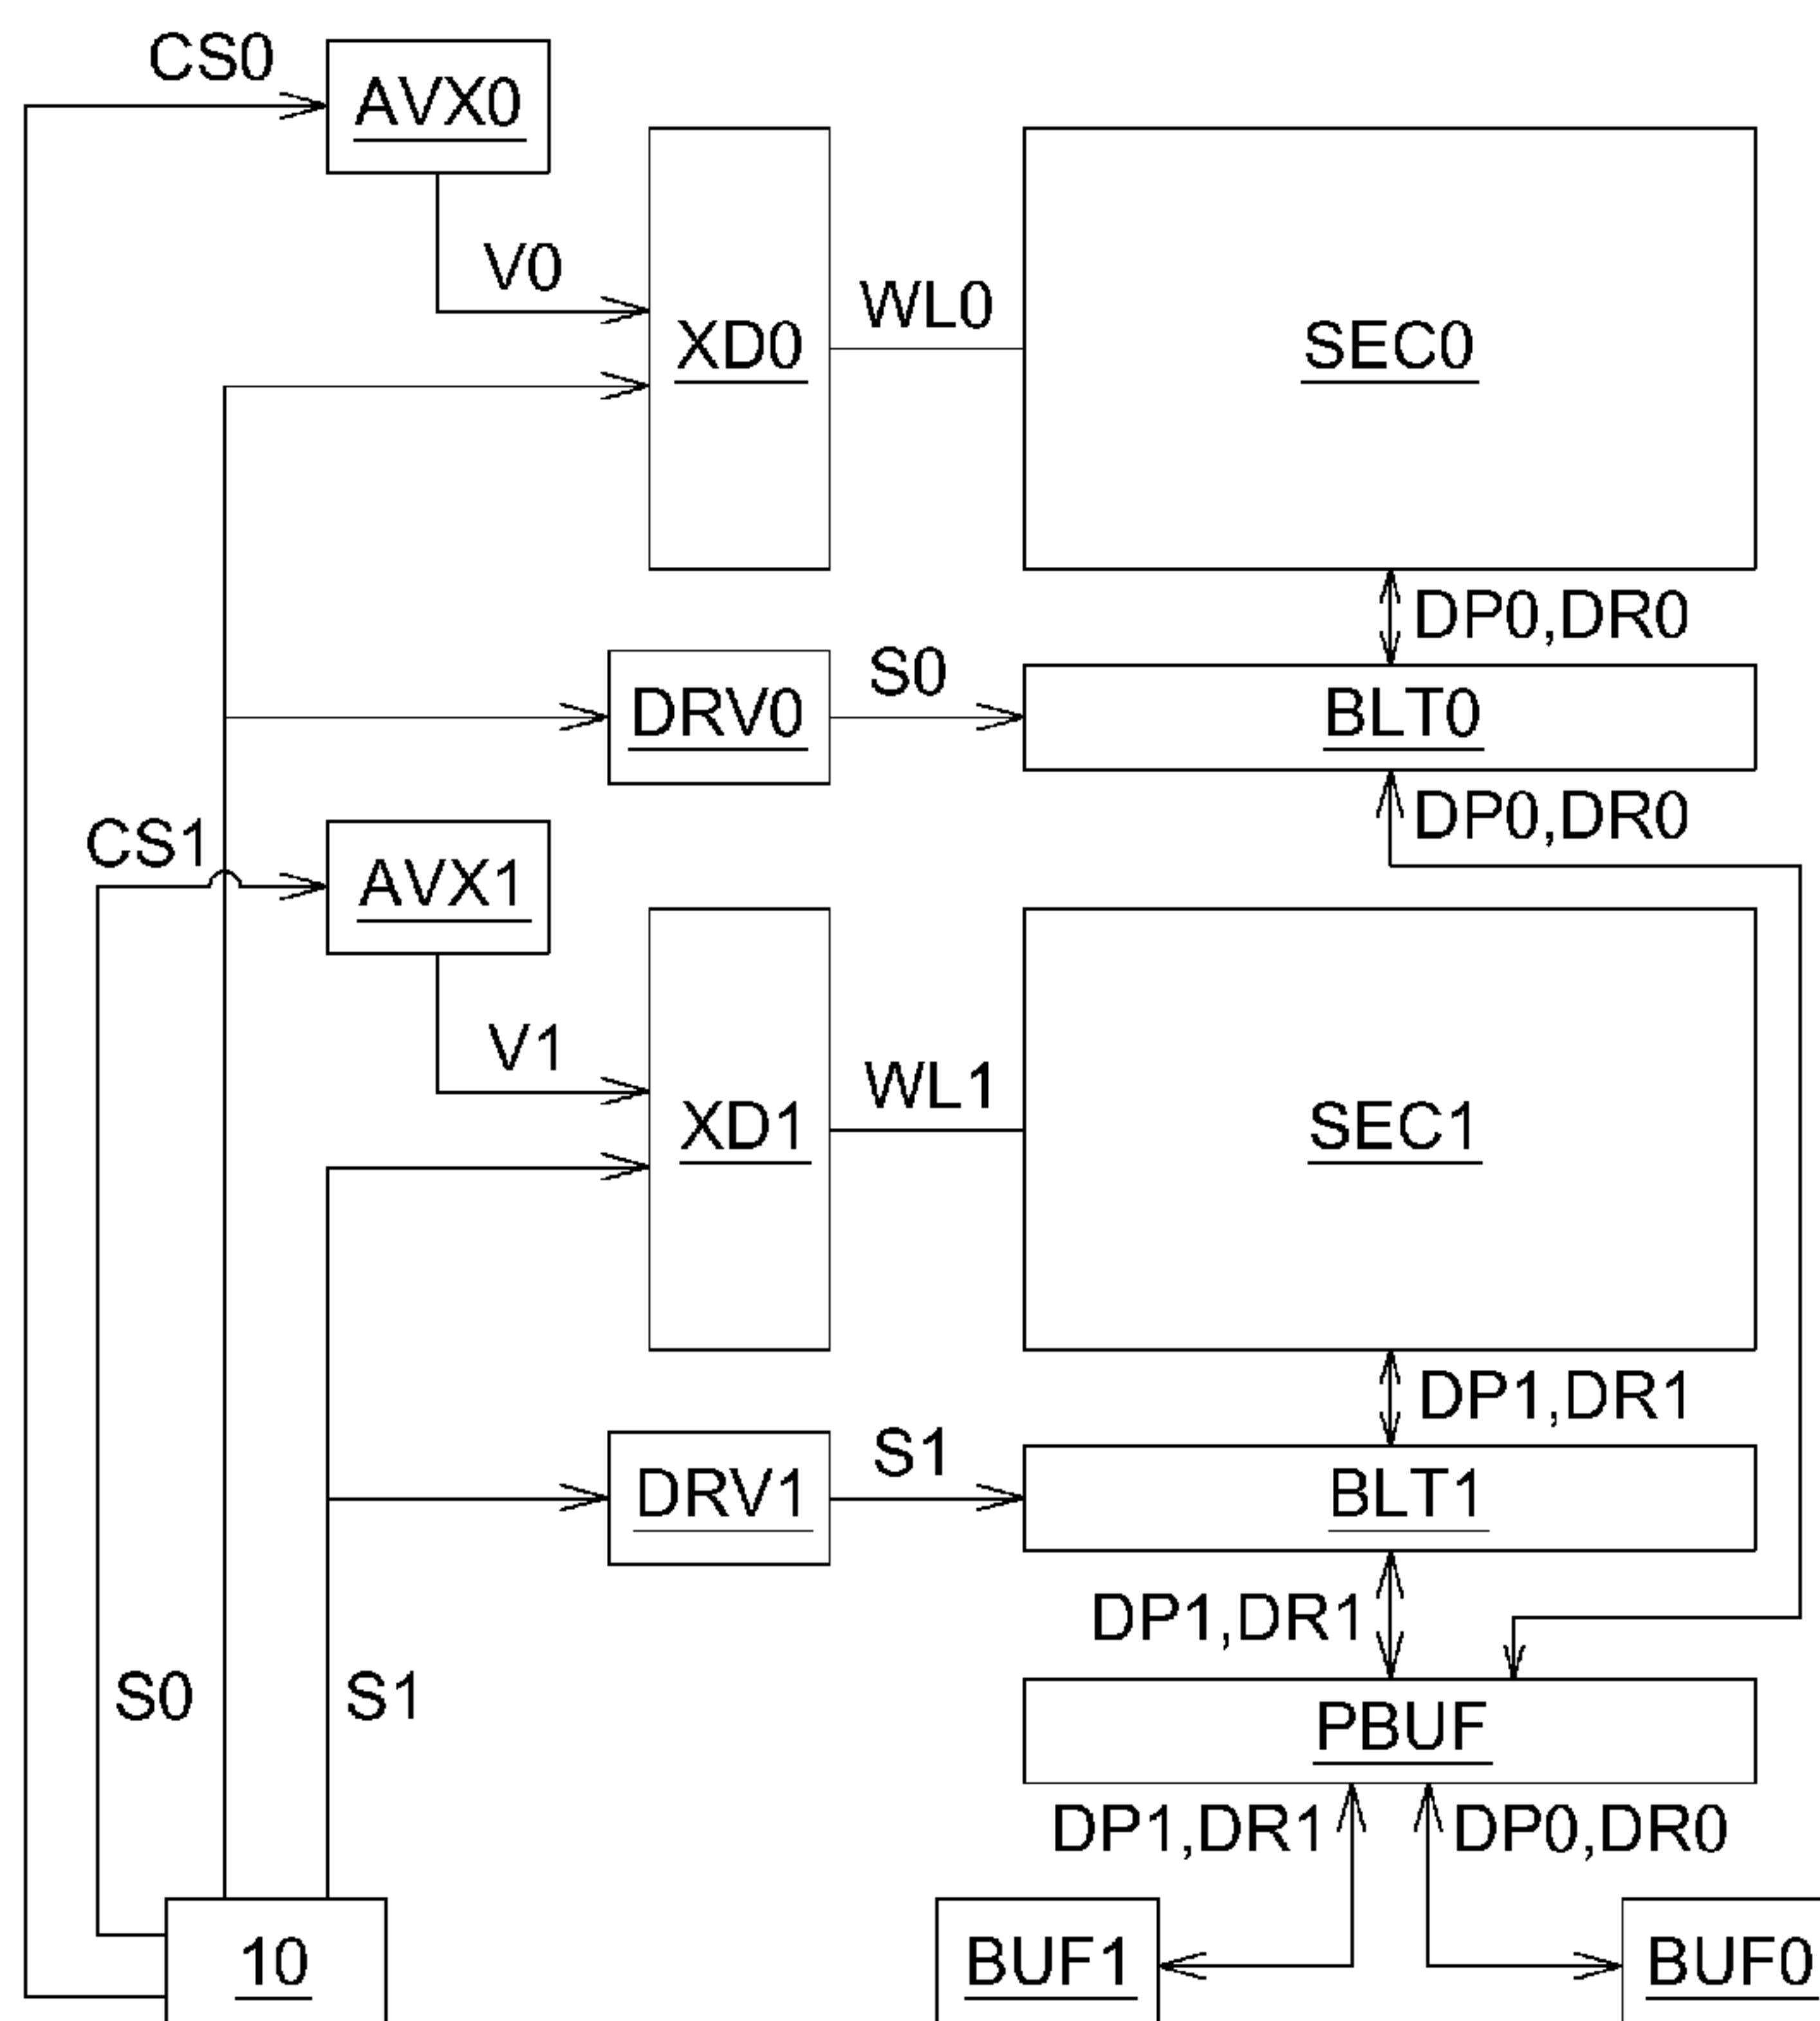 CS0
AVX0
V0
WL0
XD0
SEC0
DP0,DR0
S0
DRV0
BLT0
DP0,DR0
CS1
AVX1
V1
WL1
XD1
SEC1
DP1,DR1
S1
DRV1
BLT1
DP1,DR1
S0
S1
PBUF
DP1,DR1
DP0,DR0
10
BUF1
BUF0